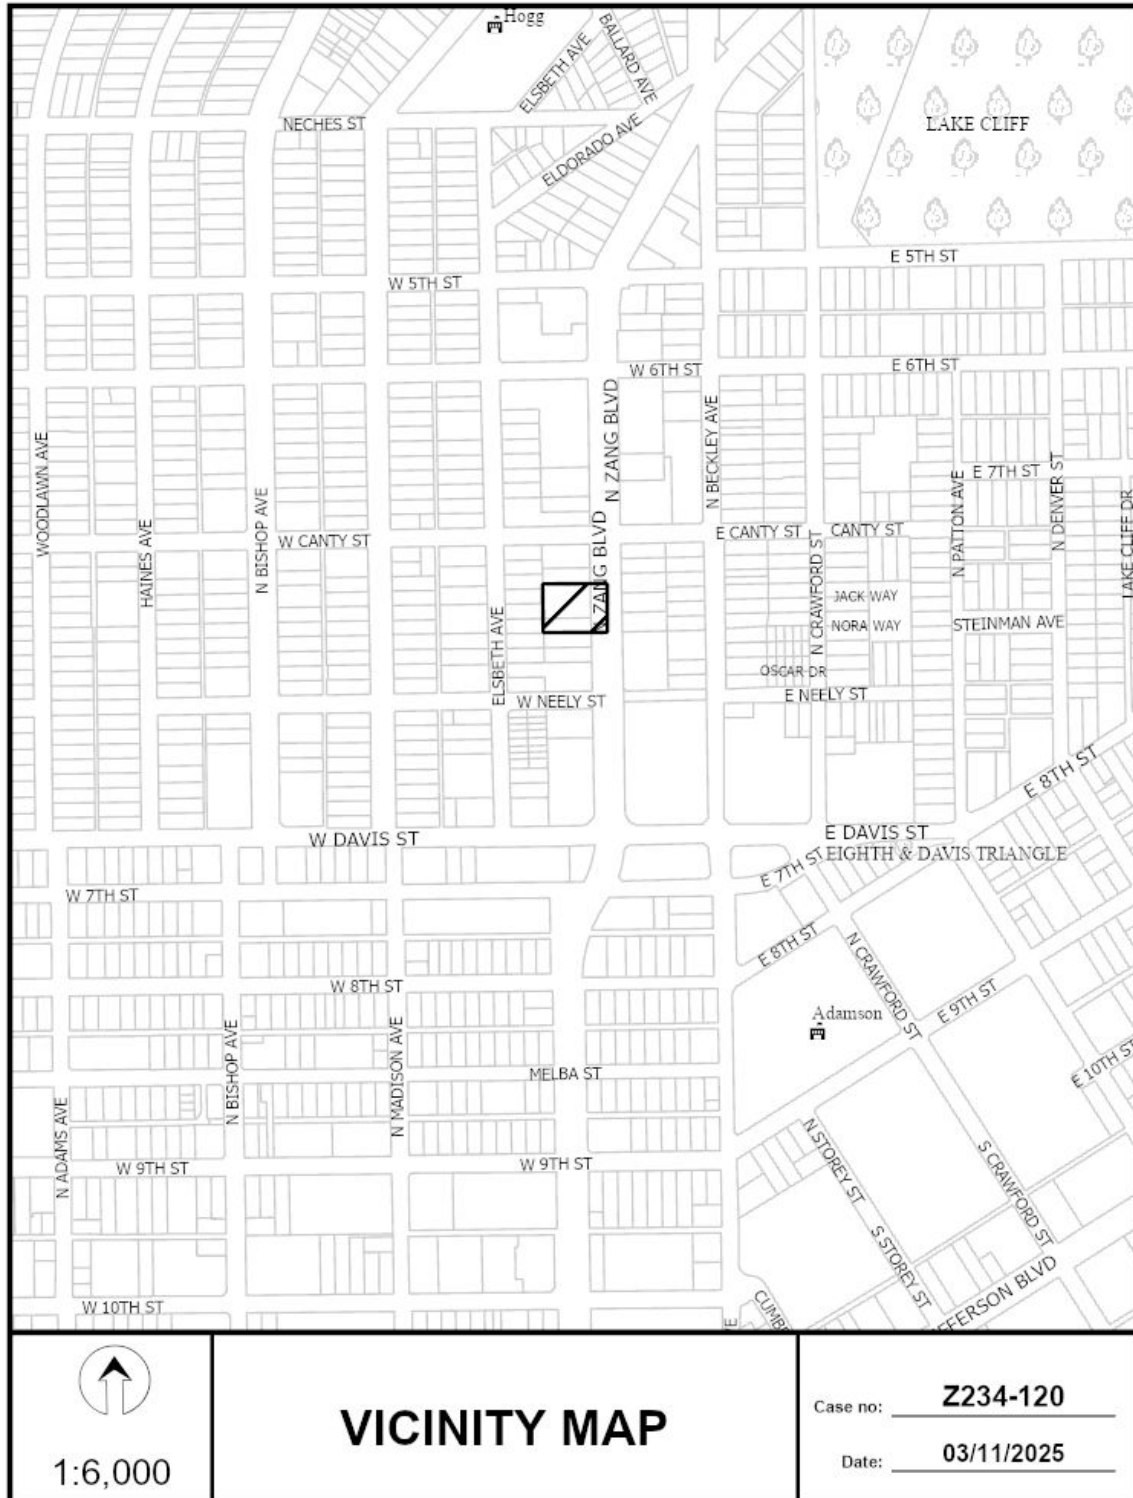 Hogg
BALLARD AVE
ELSBETH AVE
NECHES ST
LAKE CLIFF
ELDORADO AVE
E 5TH ST
W 5TH ST
W 6TH ST
E 6TH ST
N ZANG BLVD
N BECKLEY AVE
WOODLAWN AVE
E 7TH ST
N PATTON AVE
N DENVER ST
LAKE CLIFF DR
HAINES AVE
N BISHOP AVE
W CANTY ST
N ZANG BLVD
E CANTY ST
CANTY ST
N CRAWFORD ST
JACK WAY
NORA WAY
STEINMAN AVE
ELSBETH AVE
OSCAR DR
W NEELY ST
E NEELY ST
E 8TH ST
W DAVIS ST
E DAVIS ST
EIGHTH & DAVIS TRIANGLE
E 7TH ST
W 7TH ST
E 8TH ST
N CRAWFORD ST
W 8TH ST
E 9TH ST
Adamson
N BISHOP AVE
N MADISON AVE
MELBA ST
E 10TH ST
N ADAMS AVE
W 9TH ST
W 9TH ST
N STOREY ST
S CRAWFORD ST
S STOREY ST
W 10TH ST
CUMB
EFFERSON BLVD
VE
1:6,000
VICINITY MAP
Case no: Z234-120
Date: 03/11/2025